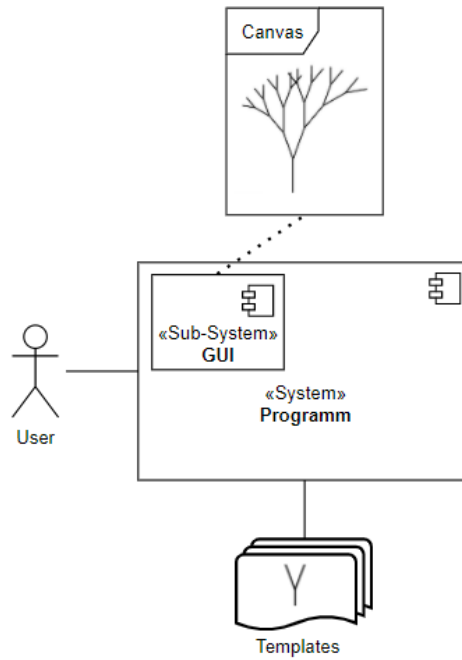 Canvas
«Sub-System»
GUI
«System»
Programm
User
Templates